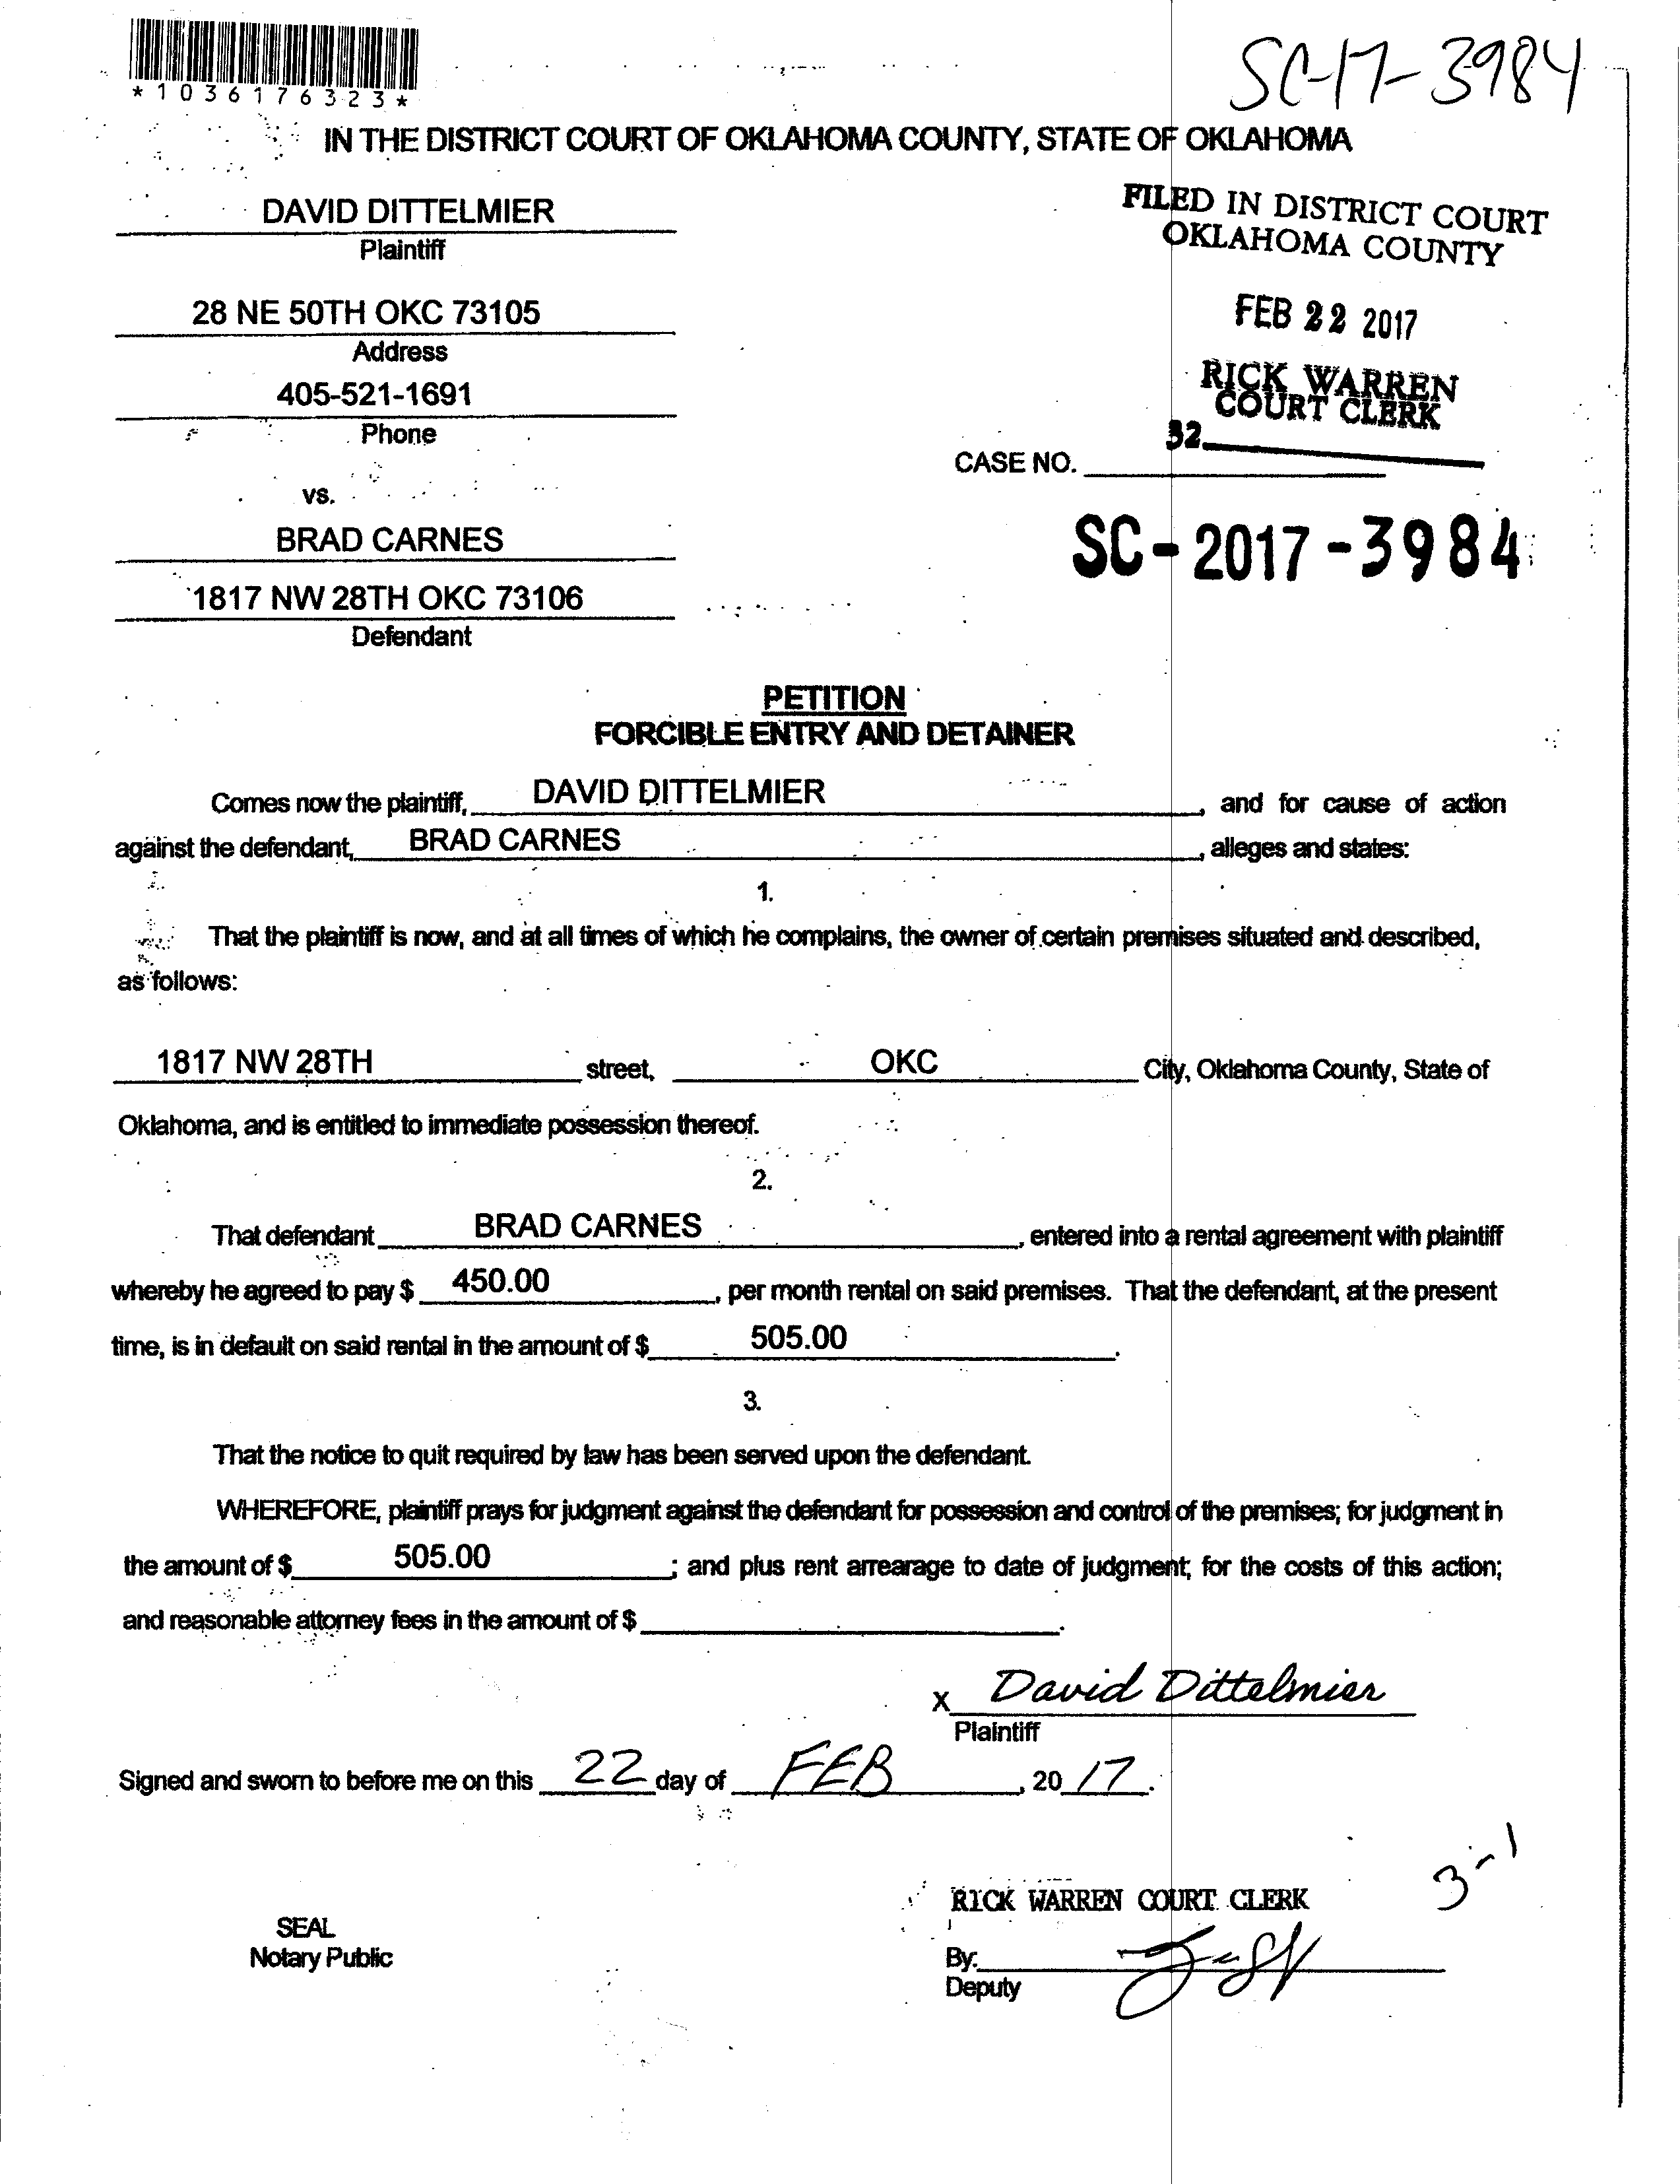 SC-17-3984
*1036176323*
IN THE DISTRICT COURT OF OKLAHOMA COUNTY, STATE OF OKLAHOMA
DAVID DITTELMIER
Plaintiff
FILED IN DISTRICT COURT
OKLAHOMA COUNTY
28 NE 50TH OKC 73105
Address
FEB 22 2017
405-521-1691
Phone
RICK WARREN
COURT CLERK
32
CASE NO.
vs.
SC-2017-3984
BRAD CARNES
1817 NW 28TH OKC 73106
Defendant
PETITION
FORCIBLE ENTRY AND DETAINER
Comes now the plaintiff, DAVID DITTELMIER, and for cause of action
against the defendant, BRAD CARNES, alleges and states:
1.
That the plaintiff is now, and at all times of which he complains, the owner of certain premises situated and described,
as follows:
1817 NW 28TH street, OKC City, Oklahoma County, State of
Oklahoma, and is entitled to immediate possession thereof.
2.
That defendant BRAD CARNES, entered into a rental agreement with plaintiff
whereby he agreed to pay $ 450.00, per month rental on said premises. That the defendant, at the present
time, is in default on said rental in the amount of $ 505.00.
3.
That the notice to quit required by law has been served upon the defendant.
WHEREFORE, plaintiff prays for judgment against the defendant for possession and control of the premises; for judgment in
the amount of $ 505.00; and plus rent arrearage to date of judgment; for the costs of this action;
and reasonable attorney fees in the amount of $.
X David Dittelmier
Plaintiff
Signed and sworn to before me on this 22 day of FEB, 20 17.
3-1
RICK WARREN COURT CLERK
SEAL
Notary Public
By:
Deputy